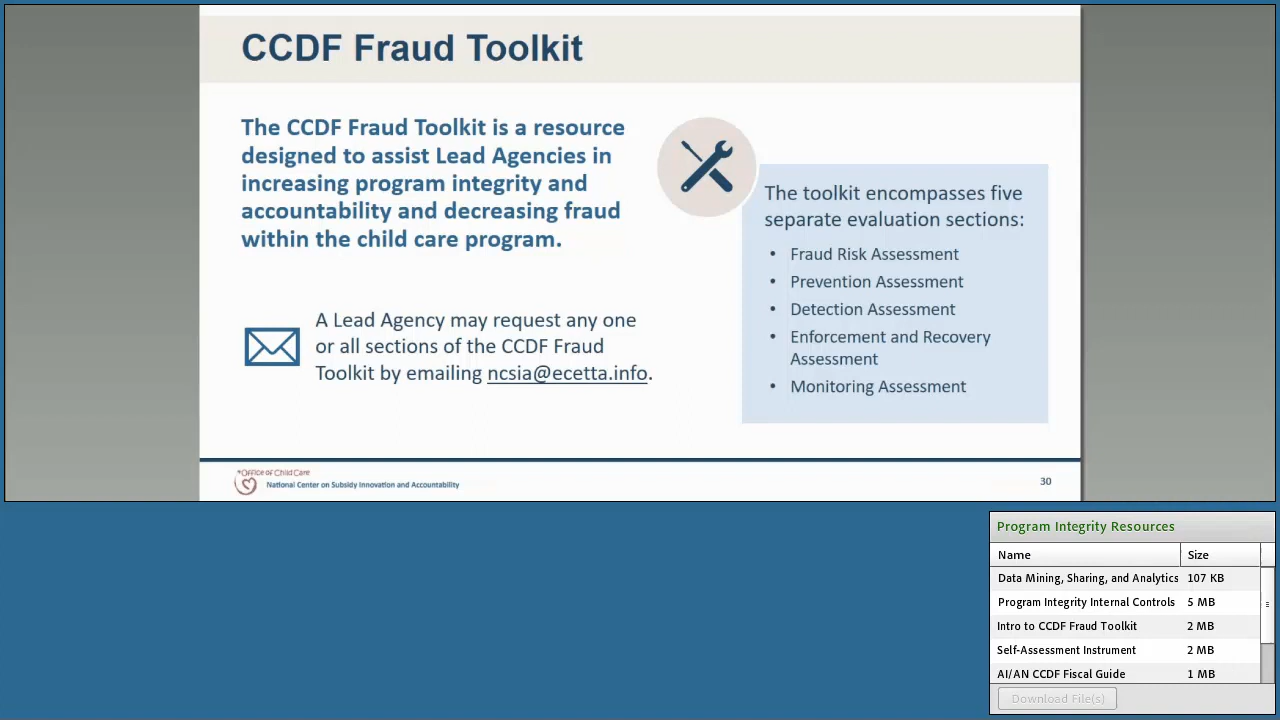 CCDF Fraud Toolkit
The CCDF Fraud Toolkit is a resource
designed to assist Lead Agencies in
increasing program integrity and
accountability and decreasing fraud
within the child care program.
A Lead Agency may request any one
or all sections of the CCDF Fraud
Toolkit by emailing ncsia@ecetta.info.
The toolkit encompasses five
separate evaluation sections:
• Fraud Risk Assessment
• Prevention Assessment
• Detection Assessment
• Enforcement and Recovery
Assessment
• Monitoring Assessment
Office of Child Care
National Center on Subsidy Innovation and Accountability
30
Program Integrity Resources
Name Size
Data Mining, Sharing, and Analytics 107 KB
Program Integrity Internal Controls 5 MB
Intro to CCDF Fraud Toolkit 2 MB
Self-Assessment Instrument 2 MB
AI/AN CCDF Fiscal Guide 1 MB
Download File(s)